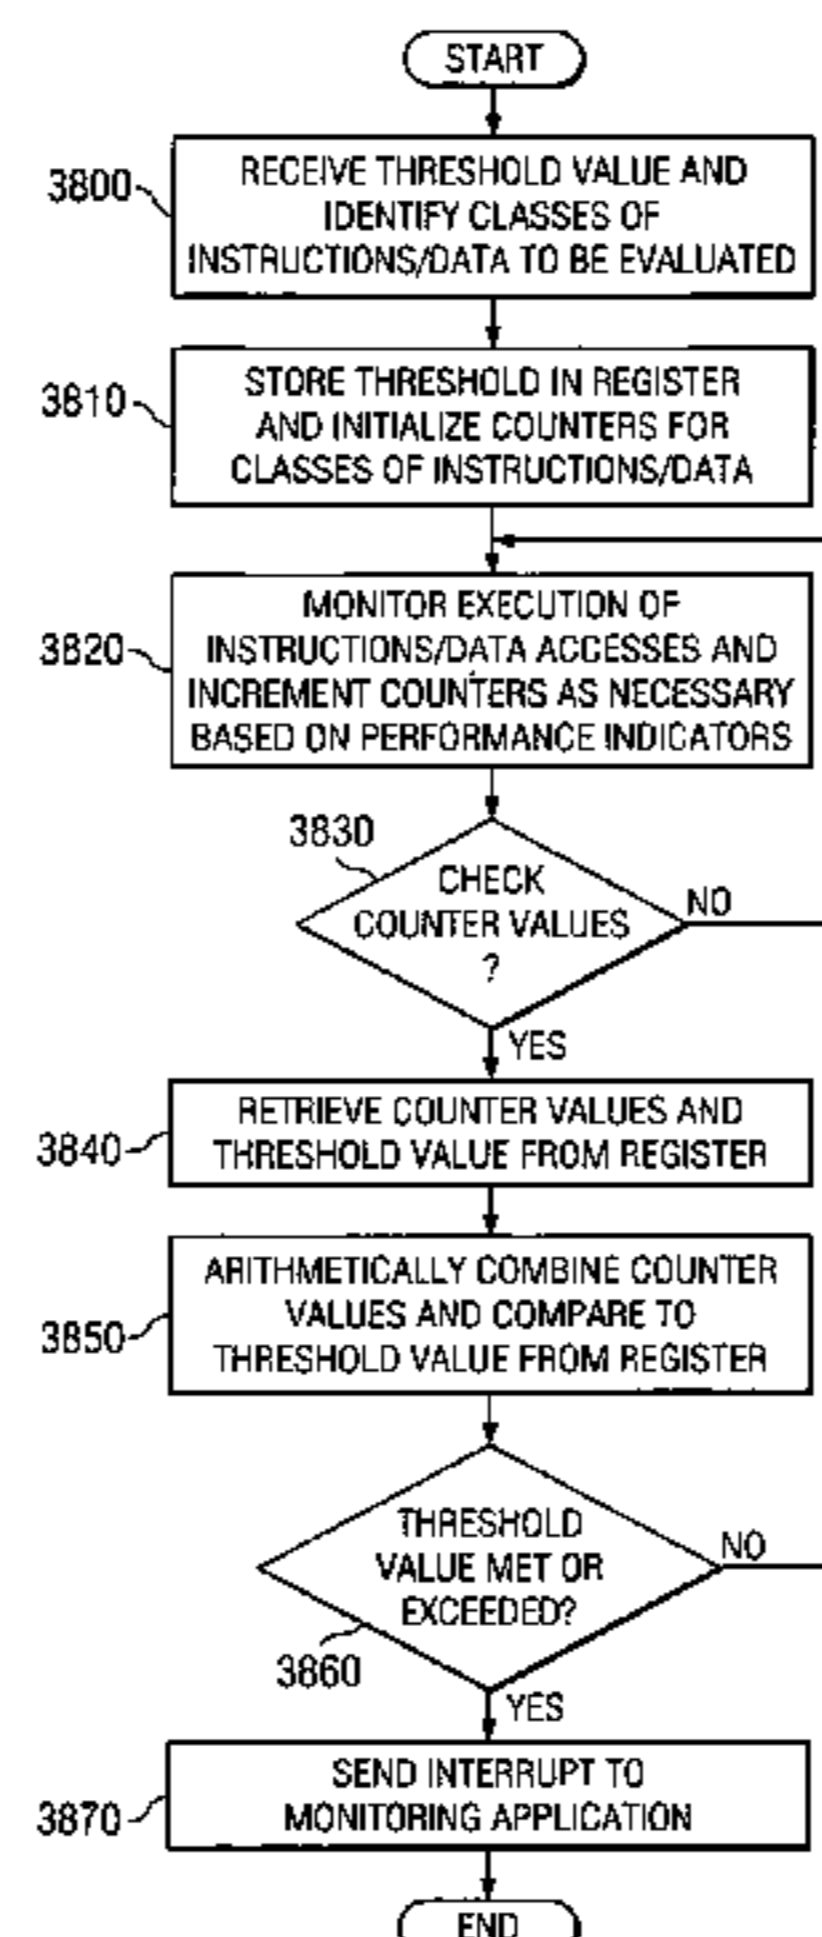 START
3800
RECEIVE THRESHOLD VALUE AND
IDENTIFY CLASSES OF
INSTRUCTIONS/DATA TO BE EVALUATED
3810
STORE THRESHOLD IN REGISTER
AND INITIALIZE COUNTERS FOR
CLASSES OF INSTRUCTIONS/DATA
3820
MONITOR EXECUTION OF
INSTRUCTIONS/DATA ACCESSES AND
INCREMENT COUNTERS AS NECESSARY
BASED ON PERFORMANCE INDICATORS
3830
CHECK
COUNTER VALUES
?
NO
YES
3840
RETRIEVE COUNTER VALUES AND
THRESHOLD VALUE FROM REGISTER
3850
ARITHMETICALLY COMBINE COUNTER
VALUES AND COMPARE TO
THRESHOLD VALUE FROM REGISTER
THRESHOLD
VALUE MET OR
EXCEEDED?
NO
3860
YES
3870
SEND INTERRUPT TO
MONITORING APPLICATION
END